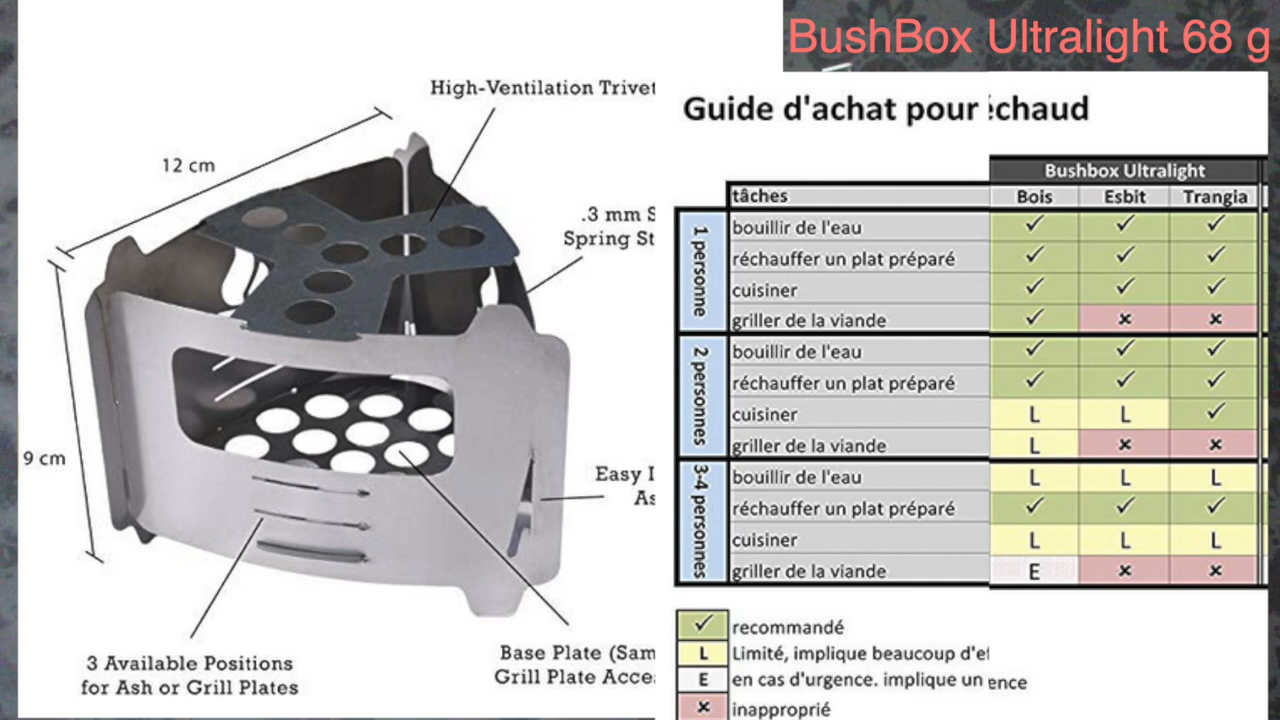 BushBox Ultralight 68 g
High-Ventilation Trivet
12 cm
.3 mm S
Spring St
9 cm
Easy
As
3 Available Positions
for Ash or Grill Plates
Base Plate (Sam
Grill Plate Acce
Guide d'achat pour échaud
Bushbox Ultralight
tâches Bois Esbit Trangia
1 personne
bouillir de l'eau ✓ ✓ ✓
réchauffer un plat préparé ✓ ✓ ✓
cuisiner ✓ ✓ ✓
griller de la viande ✓ × ×
2 personnes
bouillir de l'eau ✓ ✓ ✓
réchauffer un plat préparé ✓ ✓ ✓
cuisiner L L ✓
griller de la viande L × ×
3-4 personnes
bouillir de l'eau L L L
réchauffer un plat préparé ✓ ✓ ✓
cuisiner L L L
griller de la viande E × ×
✓ recommandé
L Limité, implique beaucoup d'ef
E en cas d'urgence. implique un ence
× inapproprié